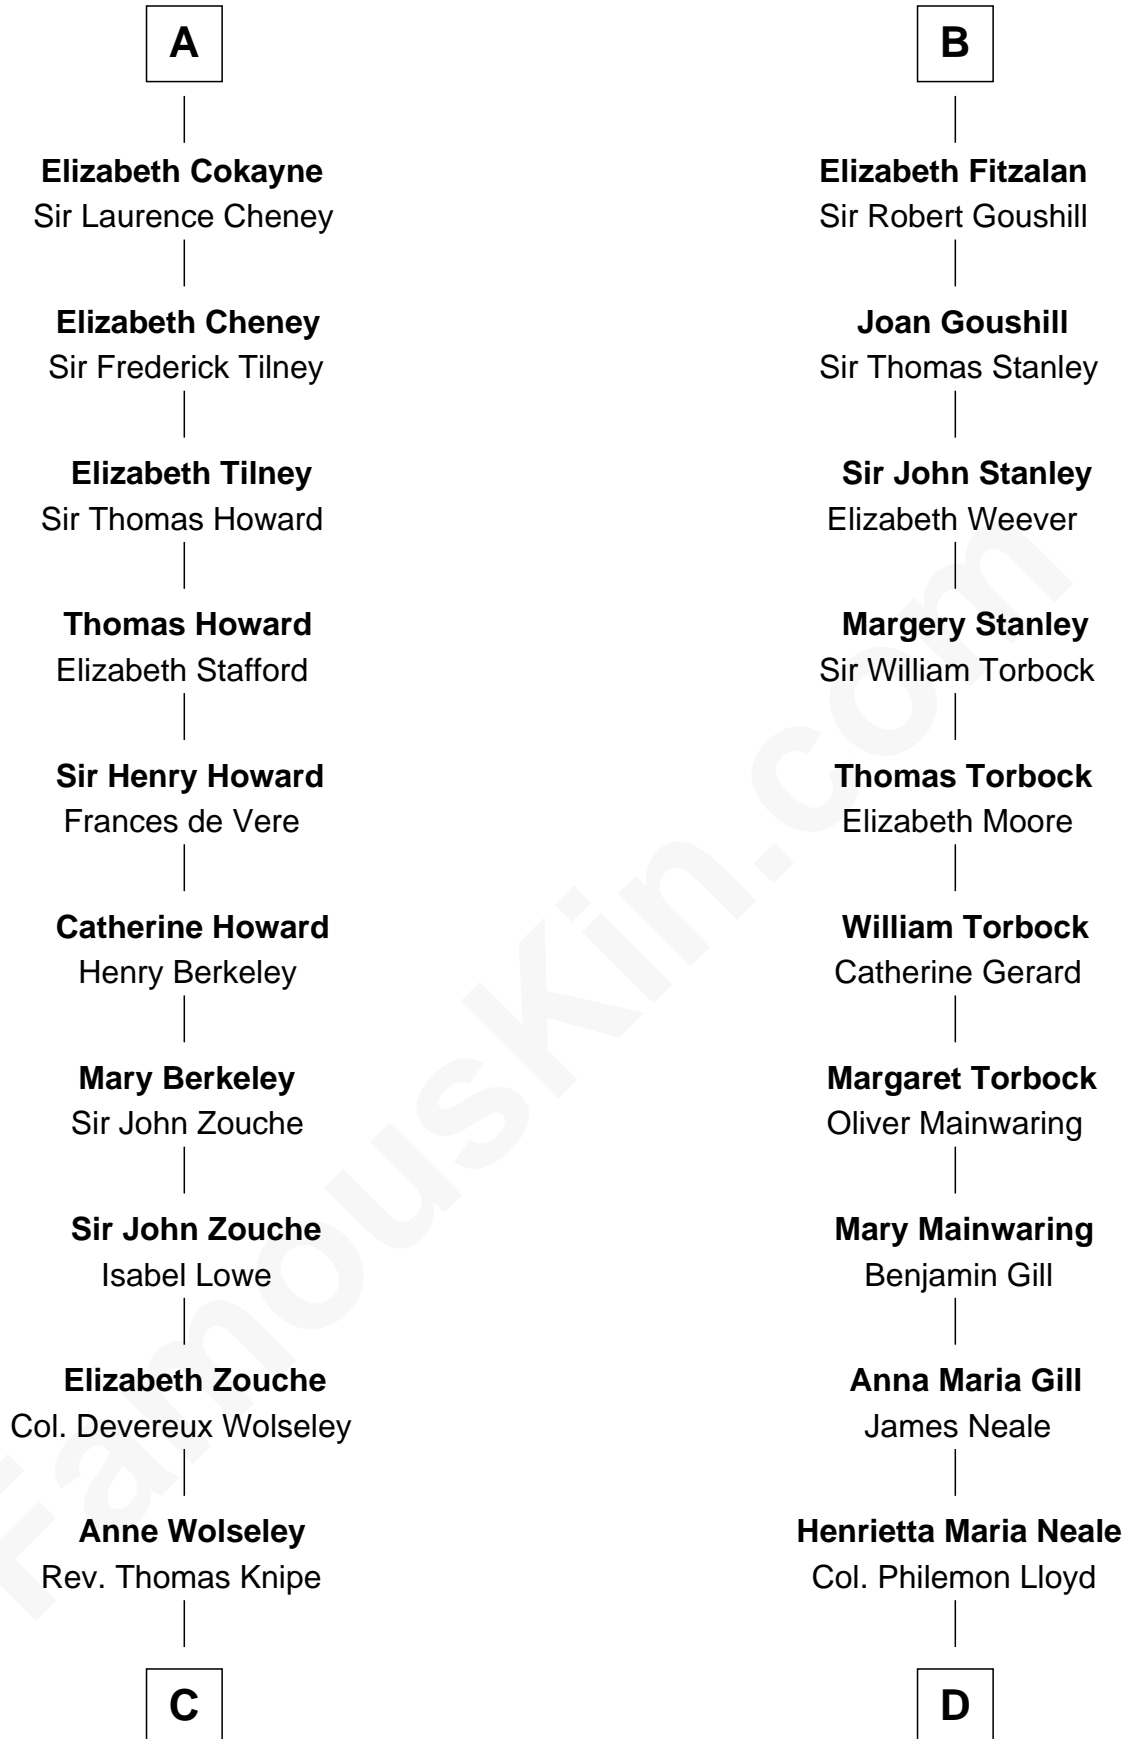 A
Elizabeth Cokayne
Sir Laurence Cheney
Elizabeth Cheney
Sir Frederick Tilney
Elizabeth Tilney
Sir Thomas Howard
Thomas Howard
Elizabeth Stafford
Sir Henry Howard
Frances de Vere
Catherine Howard
Henry Berkeley
Mary Berkeley
Sir John Zouche
Sir John Zouche
Isabel Lowe
Elizabeth Zouche
Col. Devereux Wolseley
Anne Wolseley
Rev. Thomas Knipe
C
B
Elizabeth Fitzalan
Sir Robert Goushill
Joan Goushill
Sir Thomas Stanley
Sir John Stanley
Elizabeth Weever
Margery Stanley
Sir William Torbock
Thomas Torbock
Elizabeth Moore
William Torbock
Catherine Gerard
Margaret Torbock
Oliver Mainwaring
Mary Mainwaring
Benjamin Gill
Anna Maria Gill
James Neale
Henrietta Maria Neale
Col. Philemon Lloyd
D
FamousKin.com